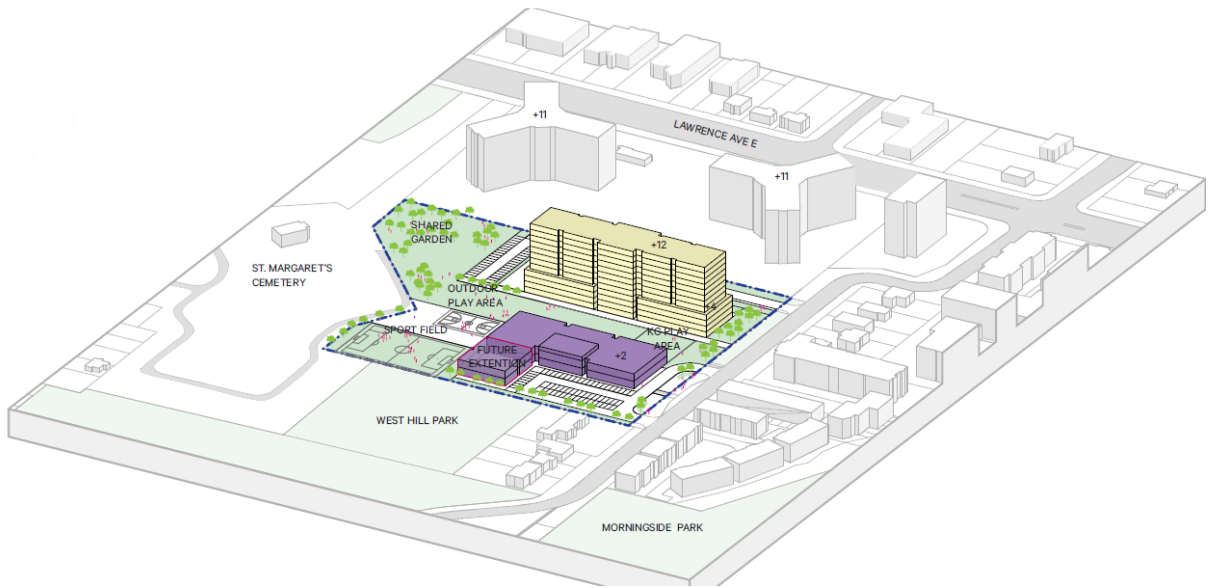 +11
LAWRENCE AVE E
+11
SHARED
GARDEN
+12
ST. MARGARET'S
CEMETERY
OUTDOOR
PLAY AREA
+4
SPORT FIELD
KG PLAY
AREA
FUTURE
EXTENTION
+2
WEST HILL PARK
MORNINGSIDE PARK